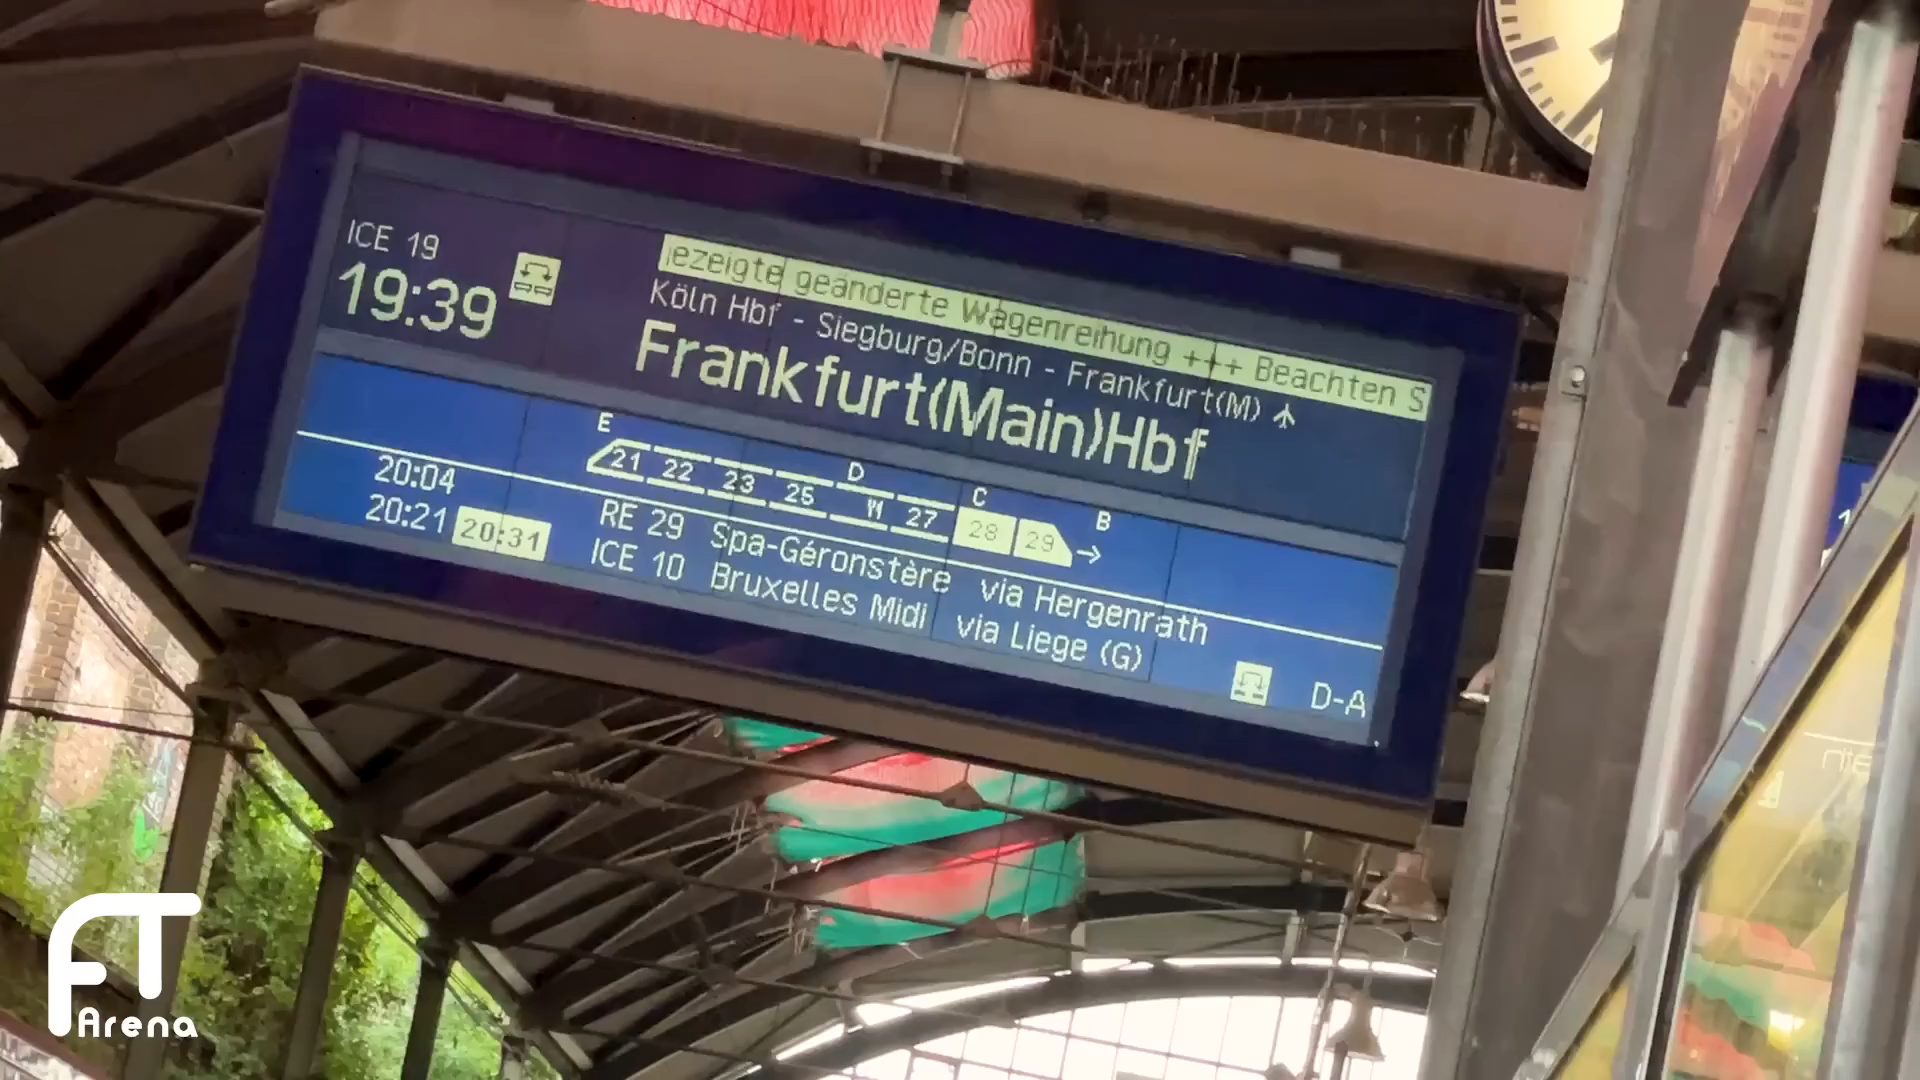 ICE 19
19:39
geänderte Wagenreihung +++ Beachten S
Köln Hbf - Siegburg/Bonn - Frankfurt(M)
Frankfurt(Main)Hbf
E D C B
21 22 23 25 27 28 29
20:04 RE 29 Spa-Géronstère via Hergenrath
20:21 20:31 ICE 10 Bruxelles Midi via Liege (G) D-A
FT
Arena